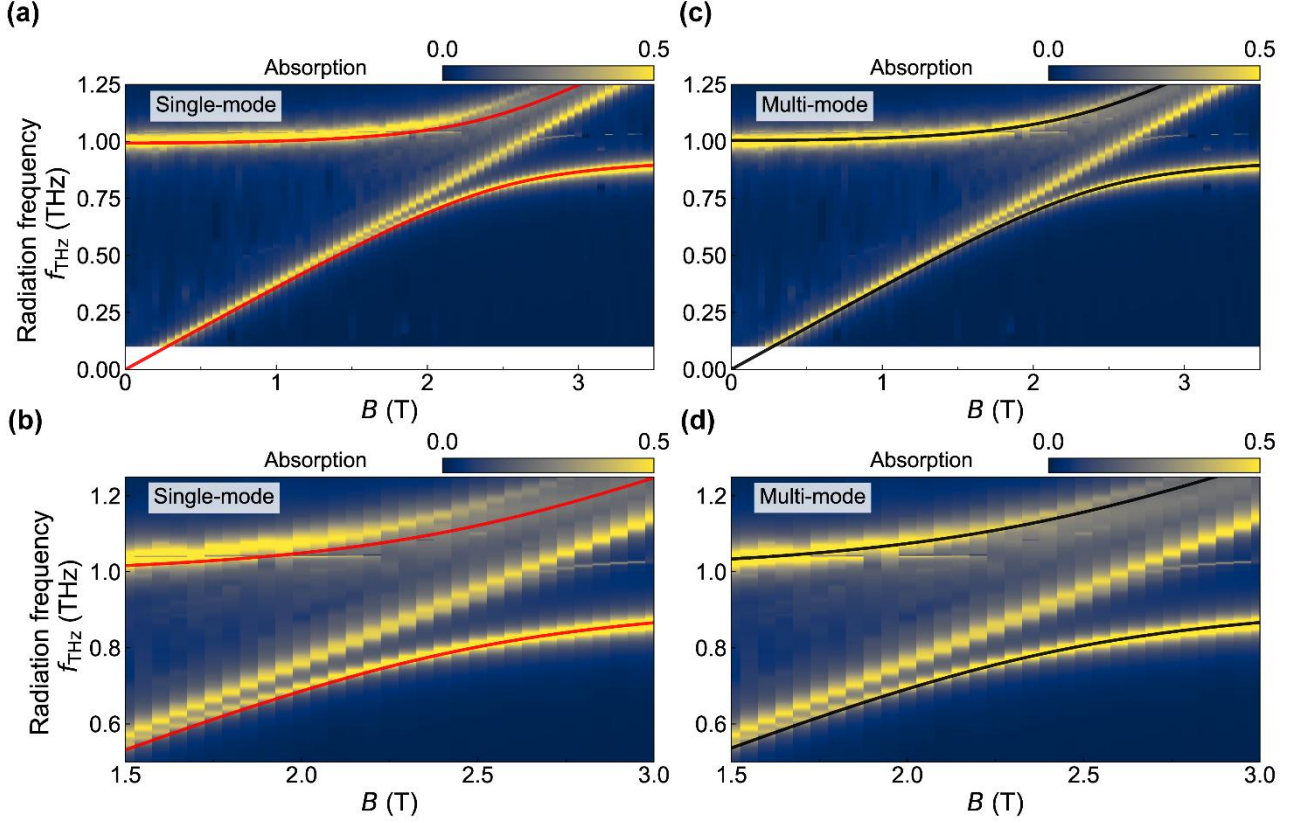 (a)
0.0 0.5
Absorption
Single-mode
1.25
1.00
0.75
0.50
0.25
0.00
Radiation frequency
fTHz (THz)
0 1 2 3
B (T)
(c)
0.0 0.5
Absorption
Multi-mode
1.25
1.00
0.75
0.50
0.25
0.00
0 1 2 3
B (T)
(b)
0.0 0.5
Absorption
Single-mode
1.2
1.0
0.8
0.6
Radiation frequency
fTHz (THz)
1.5 2.0 2.5 3.0
B (T)
(d)
0.0 0.5
Absorption
Multi-mode
1.2
1.0
0.8
0.6
1.5 2.0 2.5 3.0
B (T)